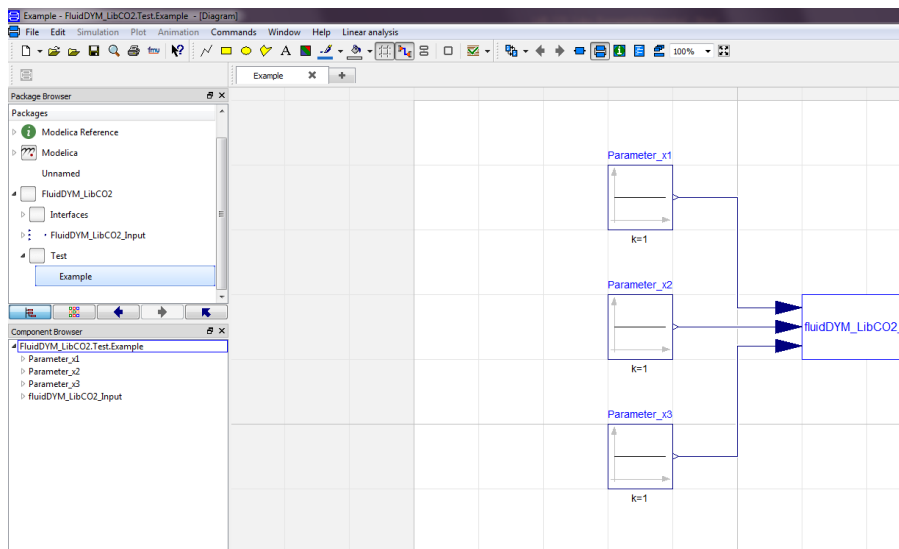 Example - FluidDYM_LibCO2.Test.Example - [Diagram]
File Edit Simulation Plot Animation Commands Window Help Linear analysis
100%
Example
Package Browser
Packages
Modelica Reference
Modelica
Unnamed
FluidDYM_LibCO2
Interfaces
FluidDYM_LibCO2_Input
Test
Example
Component Browser
FluidDYM_LibCO2.Test.Example
Parameter_x1
Parameter_x2
Parameter_x3
fluidDYM_LibCO2_Input
Parameter_x1
k=1
Parameter_x2
k=1
fluidDYM_LibCO2_
Parameter_x3
k=1